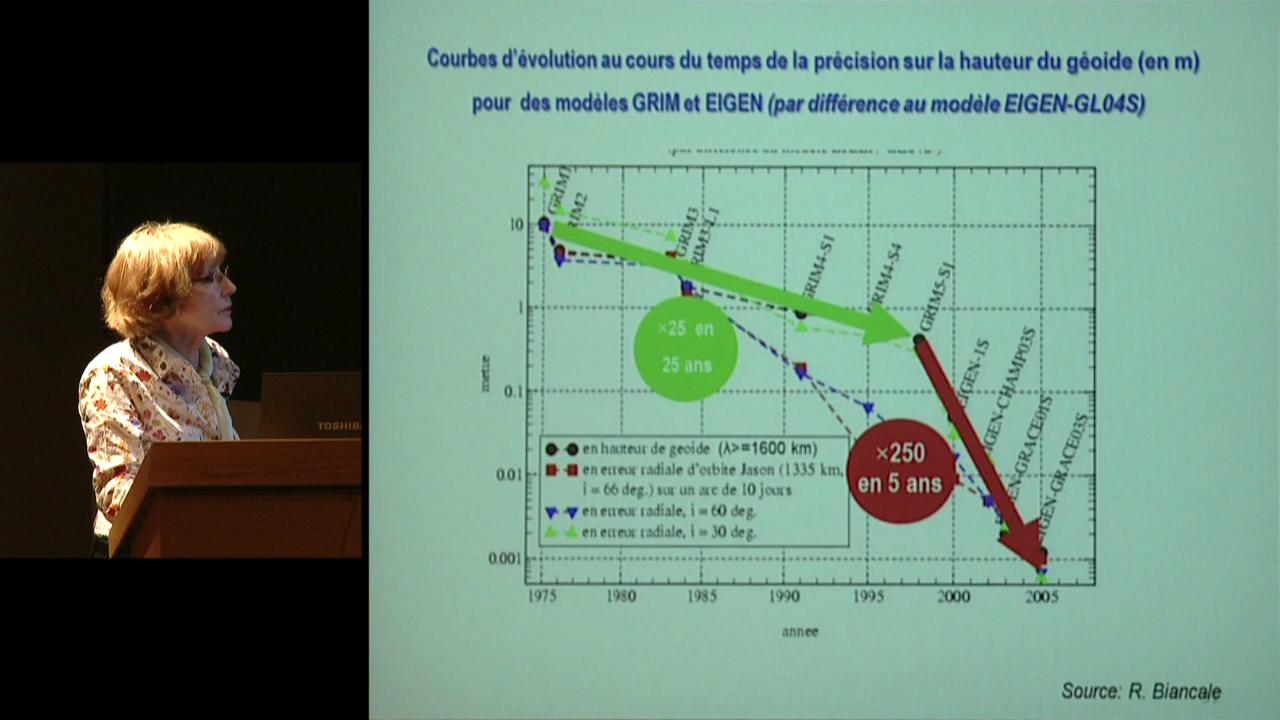 Courbes d'évolution au cours du temps de la précision sur la hauteur du géoide (en m)
pour des modèles GRIM et EIGEN (par différence au modèle EIGEN-GL04S)
10
1
0.1
0.01
0.001
metre
GRIM1
GRIM3
GRIM4-S1
GRIM4-S4
GRIM5-S1
EIGEN-1S
EIGEN-CHAMP03S
EIGEN-GRACE03S
×25 en
25 ans
×250
en 5 ans
en hauteur de geoide (λ>=1600 km)
en erreur radiale d'orbite Jason (1335 km,
i = 66 deg.) sur un arc de 10 jours
en erreur radiale, i = 60 deg.
en erreur radiale, i = 30 deg.
1975 1980 1985 1990 1995 2000 2005
annee
Source: R. Biancale
TOSHIBA